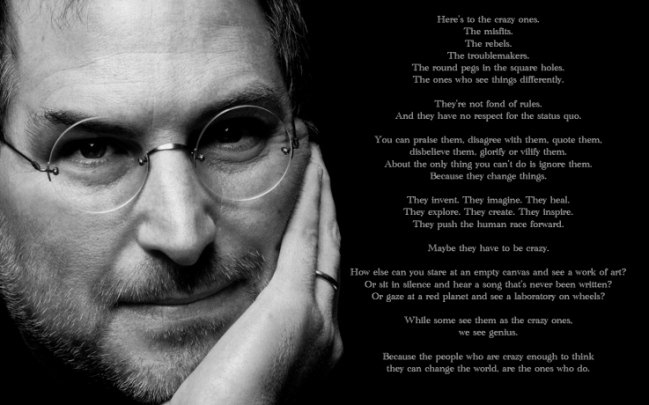 Here's to the crazy ones.
The misfits.
The rebels.
The troublemakers.
The round pegs in the square holes.
The ones who see things differently.
They're not fond of rules.
And they have no respect for the status quo.
You can praise them, disagree with them, quote them,
disbelieve them, glorify or vilify them.
About the only thing you can't do is ignore them.
Because they change things.
They invent. They imagine. They heal.
They explore. They create. They inspire.
They push the human race forward.
Maybe they have to be crazy.
How else can you stare at an empty canvas and see a work of art?
Or sit in silence and hear a song that's never been written?
Or gaze at a red planet and see a laboratory on wheels?
While some see them as the crazy ones,
we see genius.
Because the people who are crazy enough to think
they can change the world, are the ones who do.